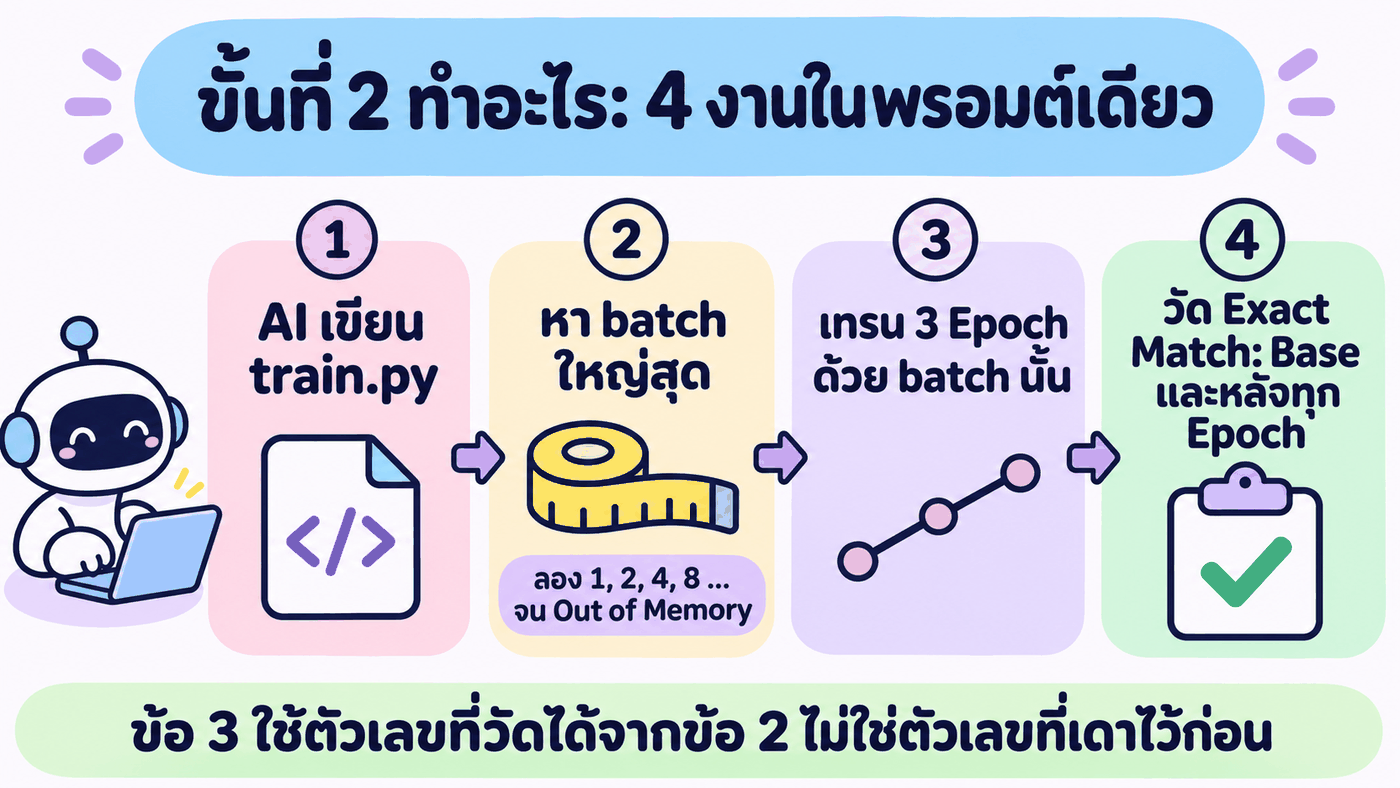 ขั้นที่ 2 ทำอะไร: 4 งานในพรอมต์เดียว
1
AI เขียน
train.py
</>
2
หา batch
ใหญ่สุด
ลอง 1, 2, 4, 8 ...
จน Out of Memory
3
เทรน 3 Epoch
ด้วย batch นั้น
4
วัด Exact
Match: Base
และหลังทุก
Epoch
ข้อ 3 ใช้ตัวเลขที่วัดได้จากข้อ 2 ไม่ใช่ตัวเลขที่เดาไว้ก่อน